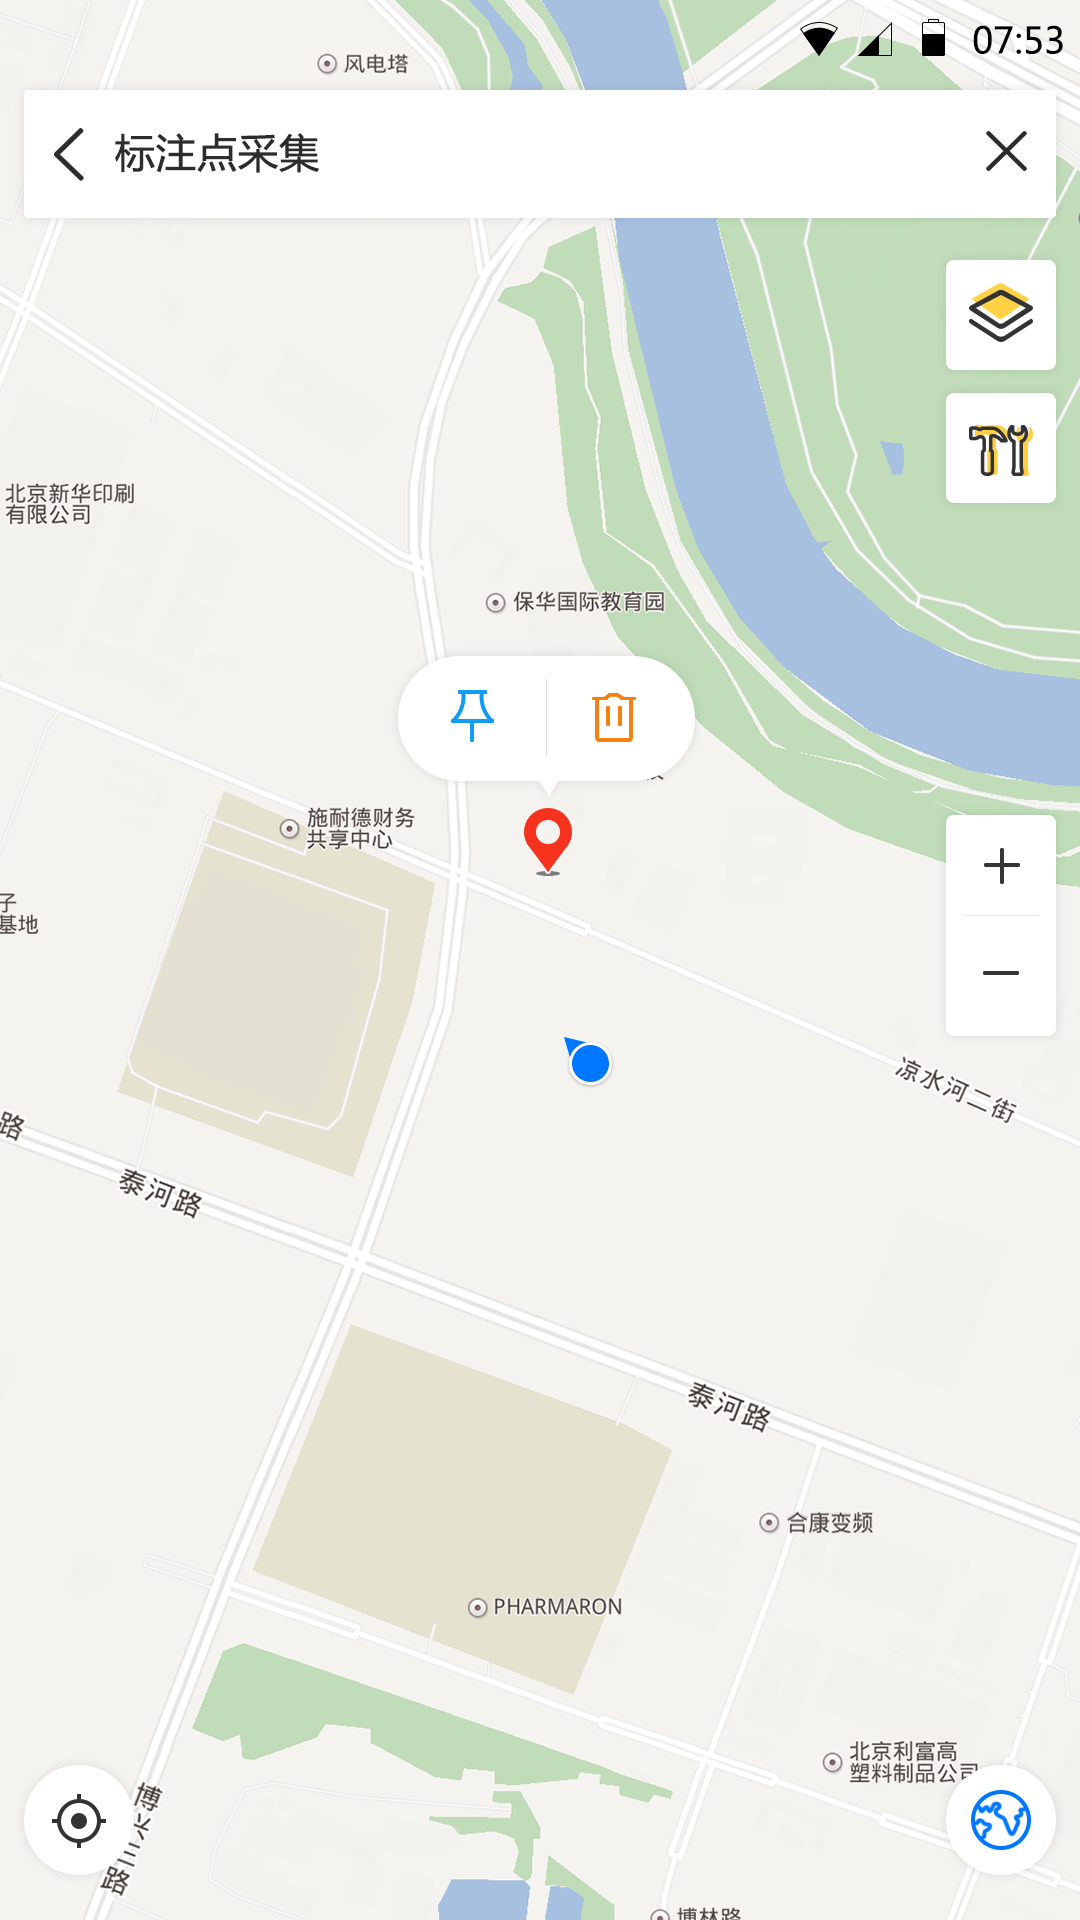 07:53
风电塔
标注点采集
北京新华印刷
有限公司
保华国际教育园
施耐德财务
共享中心
子
基地
凉水河二街
路
泰河路
泰河路
合康变频
PHARMARON
北京利富高
塑料制品公司
博兴三路
博林路